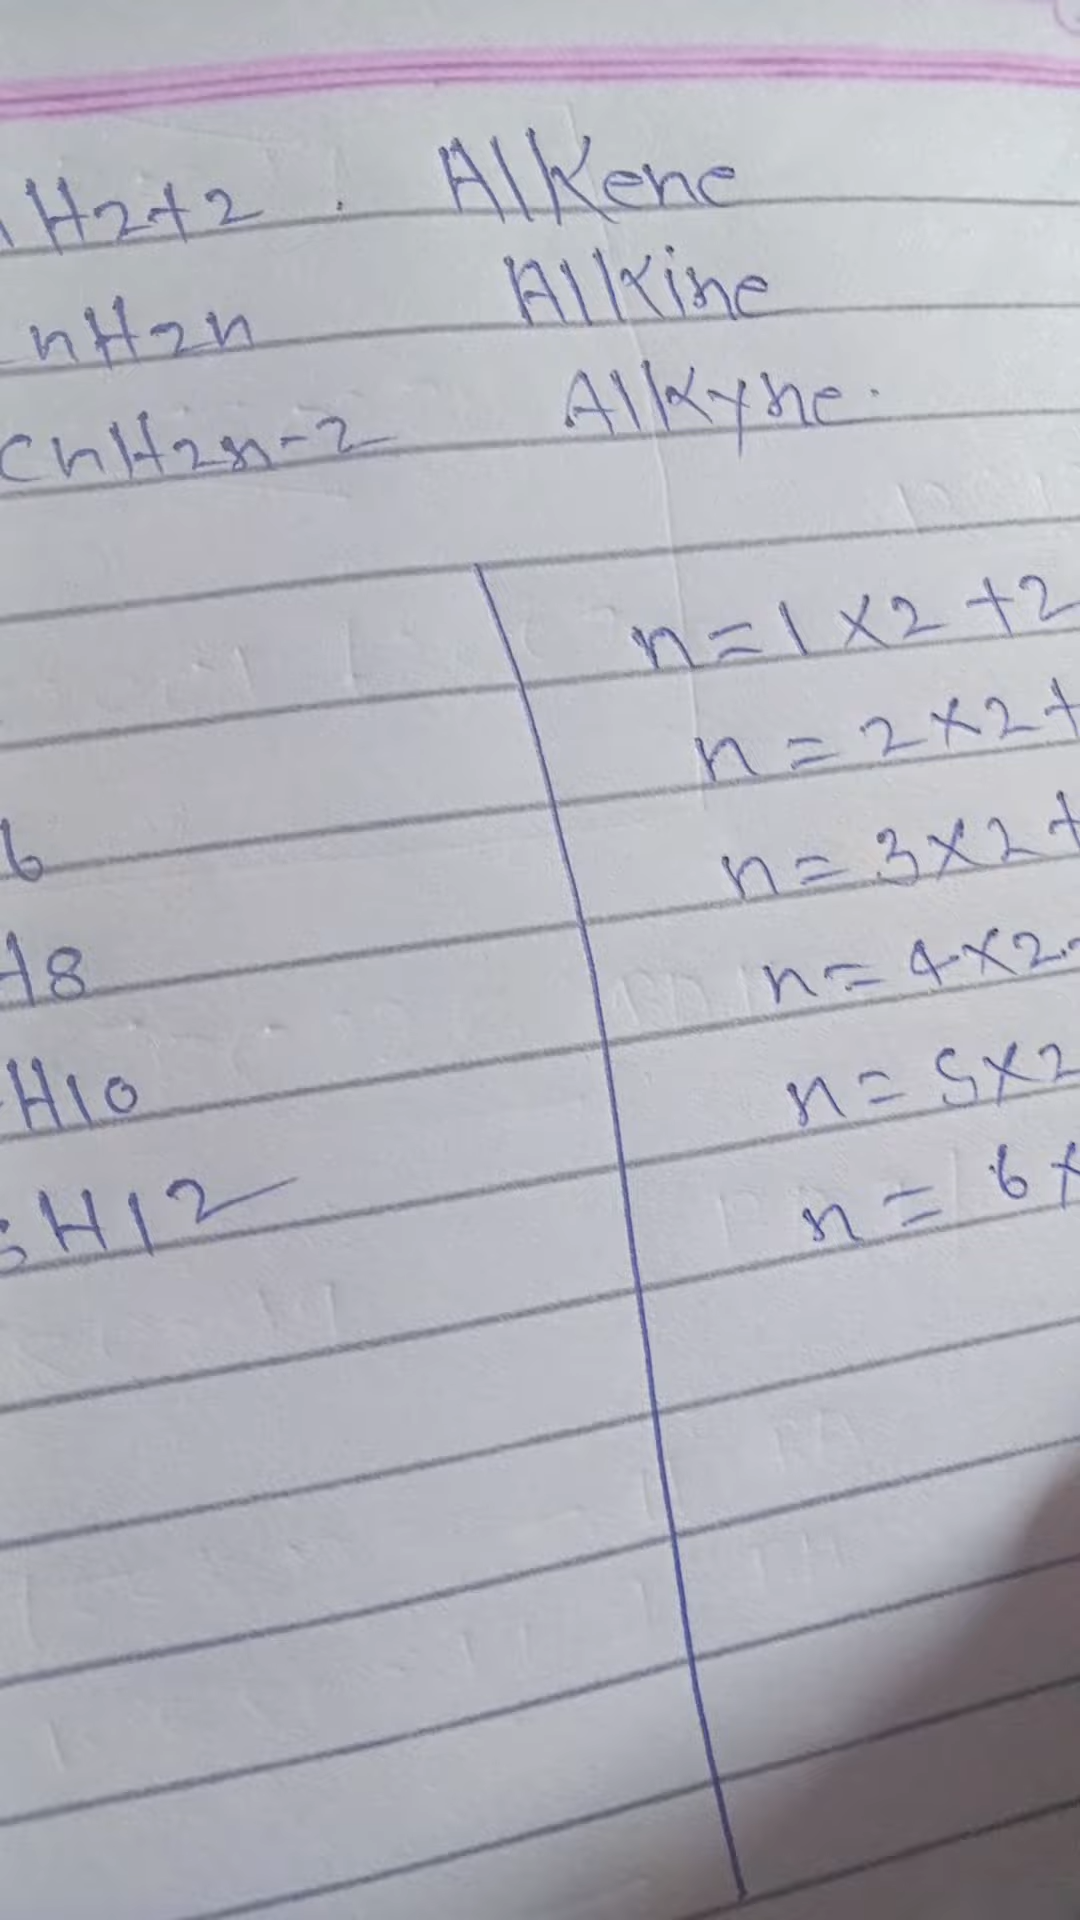 H2+2 . Alkene
nH2n Alkine
CnH2n-2 Alkyne.
n=1×2+2
n=2×2+
6 n=3×2+
H8 n=4×2
H10 n=5×2
H12 n=6×